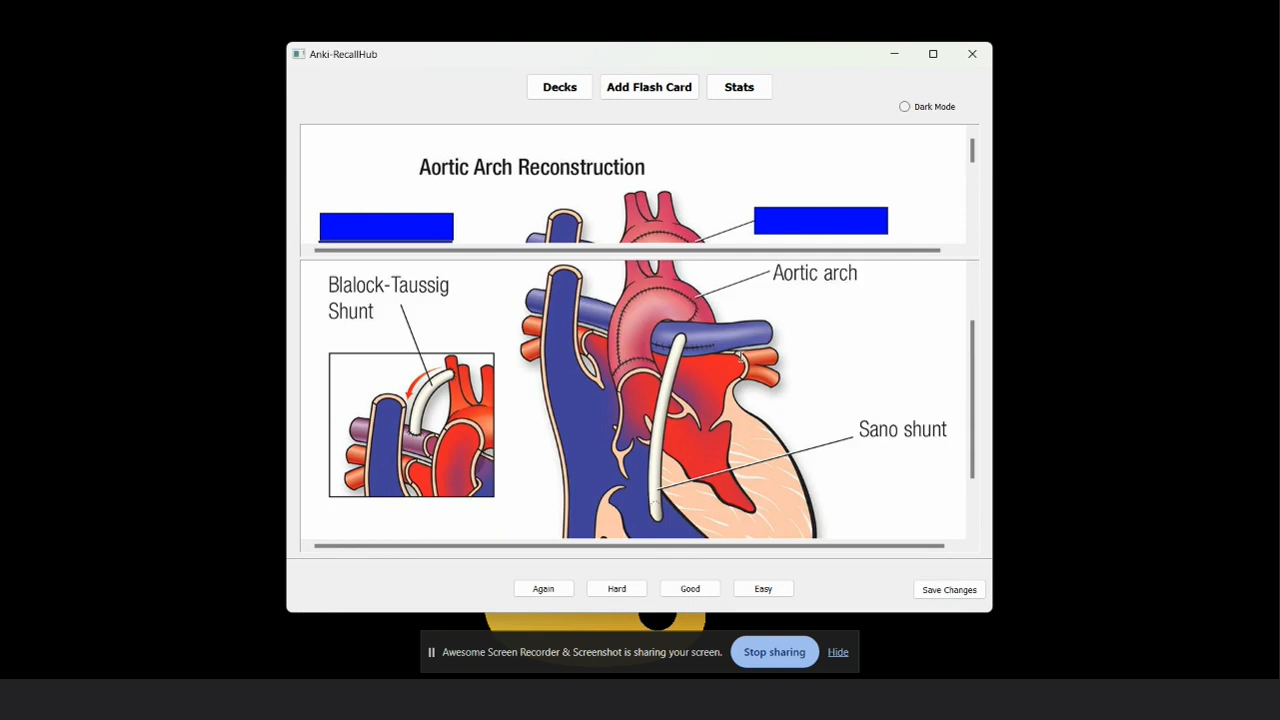 Anki-RecallHub
Decks
Add Flash Card
Stats
Dark Mode
Aortic Arch Reconstruction
Blalock-Taussig
Shunt
Aortic arch
Sano shunt
Again
Hard
Good
Easy
Save Changes
Awesome Screen Recorder & Screenshot is sharing your screen.
Stop sharing
Hide